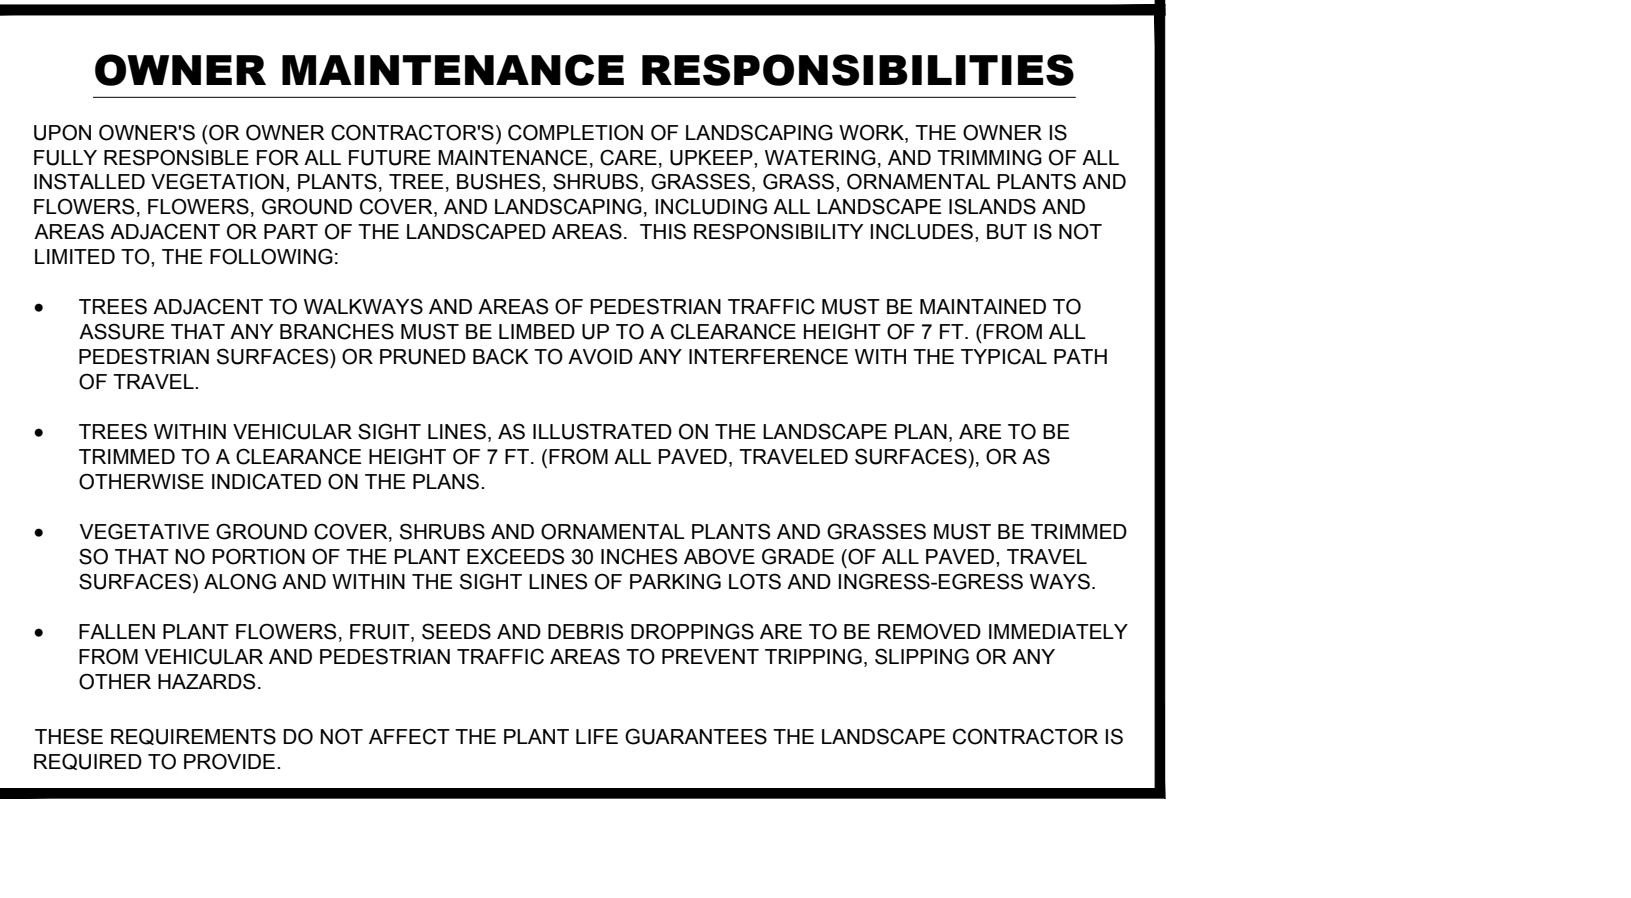 OWNER MAINTENANCE RESPONSIBILITIES
UPON OWNER'S (OR OWNER CONTRACTOR'S) COMPLETION OF LANDSCAPING WORK, THE OWNER IS
FULLY RESPONSIBLE FOR ALL FUTURE MAINTENANCE, CARE, UPKEEP, WATERING, AND TRIMMING OF ALL
INSTALLED VEGETATION, PLANTS, TREE, BUSHES, SHRUBS, GRASSES, GRASS, ORNAMENTAL PLANTS AND
FLOWERS, FLOWERS, GROUND COVER, AND LANDSCAPING, INCLUDING ALL LANDSCAPE ISLANDS AND
AREAS ADJACENT OR PART OF THE LANDSCAPED AREAS.  THIS RESPONSIBILITY INCLUDES, BUT IS NOT
LIMITED TO, THE FOLLOWING:
• TREES ADJACENT TO WALKWAYS AND AREAS OF PEDESTRIAN TRAFFIC MUST BE MAINTAINED TO
ASSURE THAT ANY BRANCHES MUST BE LIMBED UP TO A CLEARANCE HEIGHT OF 7 FT. (FROM ALL
PEDESTRIAN SURFACES) OR PRUNED BACK TO AVOID ANY INTERFERENCE WITH THE TYPICAL PATH
OF TRAVEL.
• TREES WITHIN VEHICULAR SIGHT LINES, AS ILLUSTRATED ON THE LANDSCAPE PLAN, ARE TO BE
TRIMMED TO A CLEARANCE HEIGHT OF 7 FT. (FROM ALL PAVED, TRAVELED SURFACES), OR AS
OTHERWISE INDICATED ON THE PLANS.
• VEGETATIVE GROUND COVER, SHRUBS AND ORNAMENTAL PLANTS AND GRASSES MUST BE TRIMMED
SO THAT NO PORTION OF THE PLANT EXCEEDS 30 INCHES ABOVE GRADE (OF ALL PAVED, TRAVEL
SURFACES) ALONG AND WITHIN THE SIGHT LINES OF PARKING LOTS AND INGRESS-EGRESS WAYS.
• FALLEN PLANT FLOWERS, FRUIT, SEEDS AND DEBRIS DROPPINGS ARE TO BE REMOVED IMMEDIATELY
FROM VEHICULAR AND PEDESTRIAN TRAFFIC AREAS TO PREVENT TRIPPING, SLIPPING OR ANY
OTHER HAZARDS.
THESE REQUIREMENTS DO NOT AFFECT THE PLANT LIFE GUARANTEES THE LANDSCAPE CONTRACTOR IS
REQUIRED TO PROVIDE.